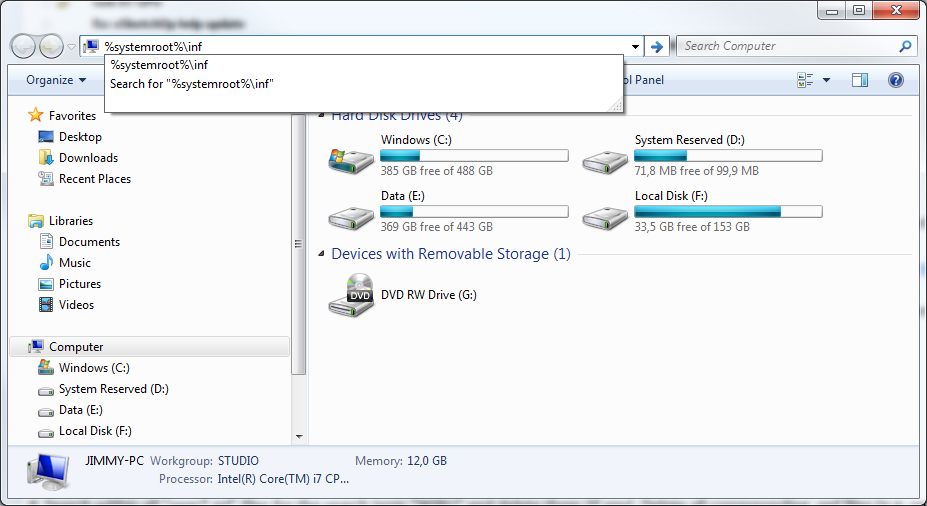 %systemroot%\inf
Search Computer
%systemroot%\inf
Search for "%systemroot%\inf"
Organize
ol Panel
Favorites
Desktop
Downloads
Recent Places
Libraries
Documents
Music
Pictures
Videos
Computer
Windows (C:)
System Reserved (D:)
Data (E:)
Local Disk (F:)
Hard Disk Drives (4)
Windows (C:)
385 GB free of 488 GB
System Reserved (D:)
71,8 MB free of 99,9 MB
Data (E:)
369 GB free of 443 GB
Local Disk (F:)
33,5 GB free of 153 GB
Devices with Removable Storage (1)
DVD
DVD RW Drive (G:)
JIMMY-PC Workgroup: STUDIO Memory: 12,0 GB
Processor: Intel(R) Core(TM) i7 CP...